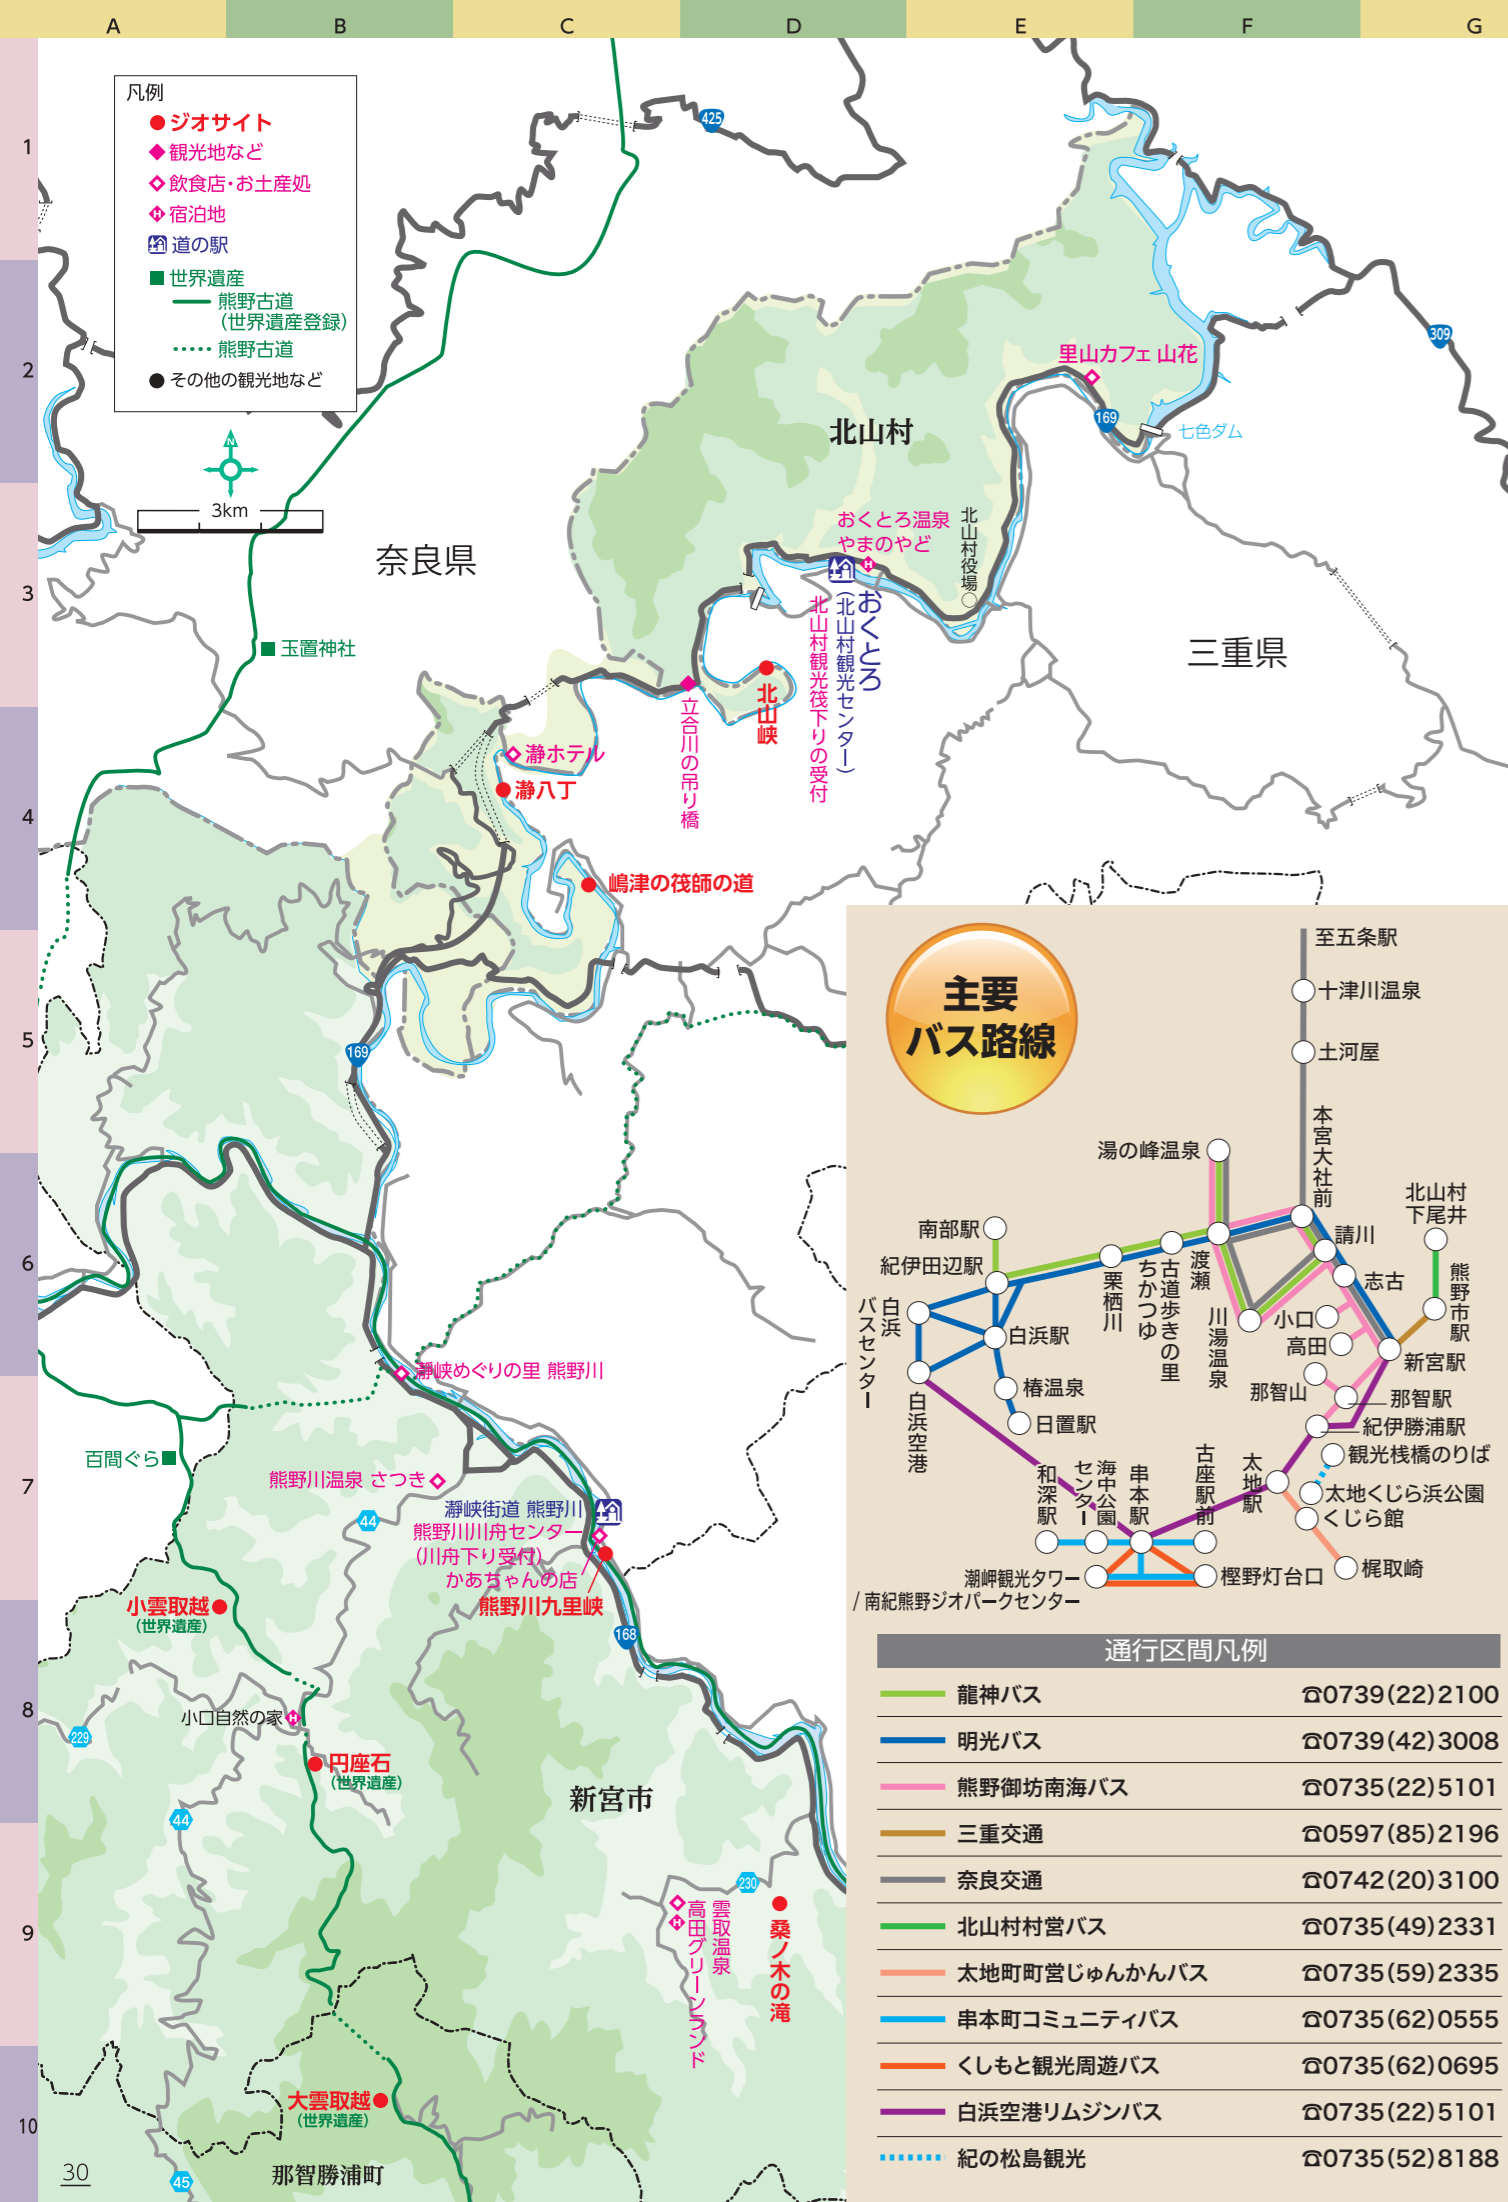 A
B
C
D
E
F
G
1
2
3
4
5
6
7
8
9
10
凡例
ジオサイト
観光地など
飲食店・お土産処
H
宿泊地
道の駅
世界遺産
熊野古道
(世界遺産登録)
熊野古道
その他の観光地など
N
3km
425
309
里山カフェ 山花
169
七色ダム
北山村
おくとろ温泉
やまのやど
H
北山村役場
おくとろ
(北山村観光センター)
北山村観光筏下りの受付
奈良県
三重県
玉置神社
北山峡
立合川の吊り橋
瀞ホテル
瀞八丁
嶋津の筏師の道
169
瀞峡めぐりの里 熊野川
百間ぐら
熊野川温泉 さつき
44
瀞峡街道 熊野川
熊野川川舟センター
(川舟下り受付)
かあちゃんの店
熊野川九里峡
168
小雲取越
(世界遺産)
小口自然の家
H
229
円座石
(世界遺産)
44
新宮市
230
雲取温泉
高田グリーンランド
H
桑ノ木の滝
大雲取越
(世界遺産)
那智勝浦町
45
30
主要
バス路線
至五条駅
十津川温泉
土河屋
本宮大社前
湯の峰温泉
北山村
下尾井
請川
南部駅
紀伊田辺駅
渡瀬
志古
熊野市駅
栗栖川
古道歩きの里
ちかつゆ
川湯温泉
小口
高田
白浜
バスセンター
白浜駅
新宮駅
那智山
那智駅
椿温泉
白浜空港
日置駅
紀伊勝浦駅
観光桟橋のりば
太地駅
太地くじら浜公園
くじら館
和深駅
海中公園
センター
串本駅
古座駅前
梶取崎
潮岬観光タワー
/ 南紀熊野ジオパークセンター
樫野灯台口
通行区間凡例
龍神バス ☎0739(22)2100
明光バス ☎0739(42)3008
熊野御坊南海バス ☎0735(22)5101
三重交通 ☎0597(85)2196
奈良交通 ☎0742(20)3100
北山村村営バス ☎0735(49)2331
太地町町営じゅんかんバス ☎0735(59)2335
串本町コミュニティバス ☎0735(62)0555
くしもと観光周遊バス ☎0735(62)0695
白浜空港リムジンバス ☎0735(22)5101
紀の松島観光 ☎0735(52)8188